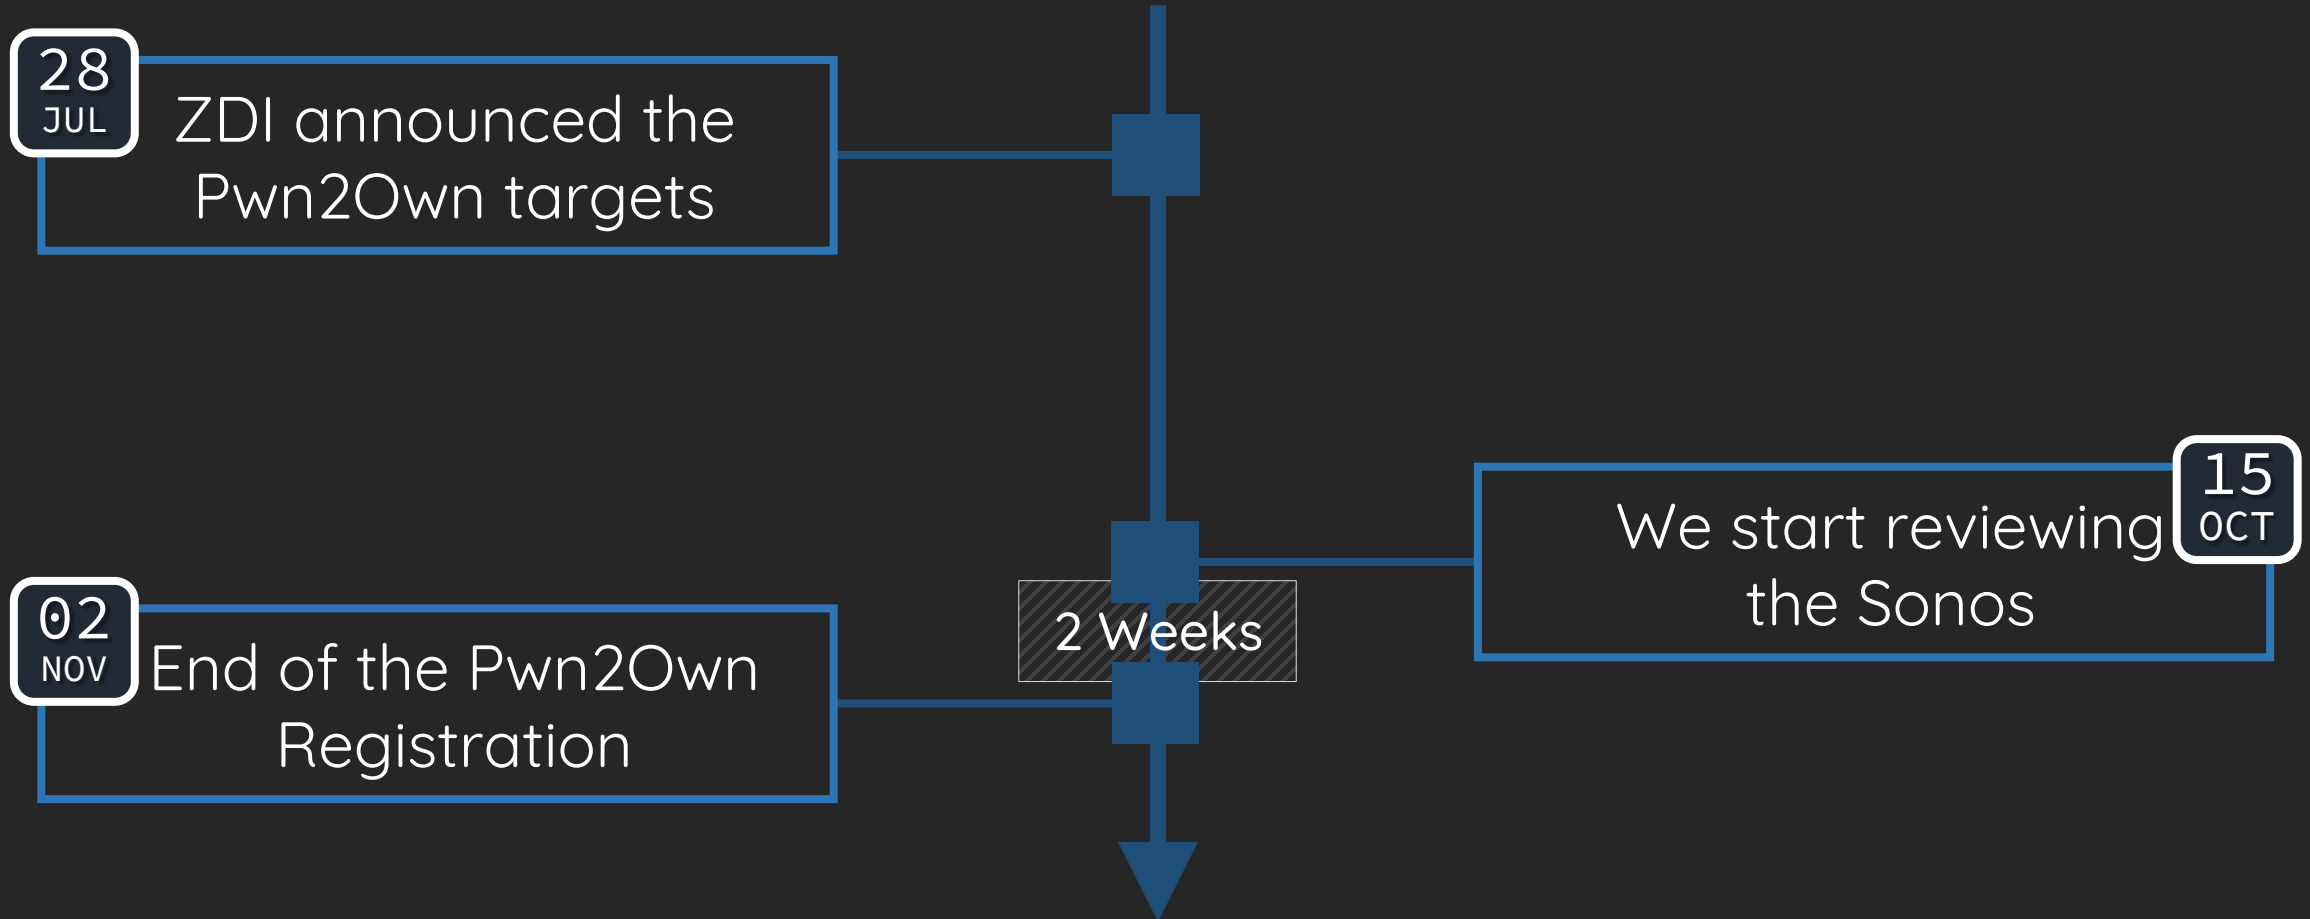 28
JUL
ZDI announced the
Pwn2Own targets
15
OCT
We start reviewing
the Sonos
2 Weeks
02
NOV
End of the Pwn2Own
Registration